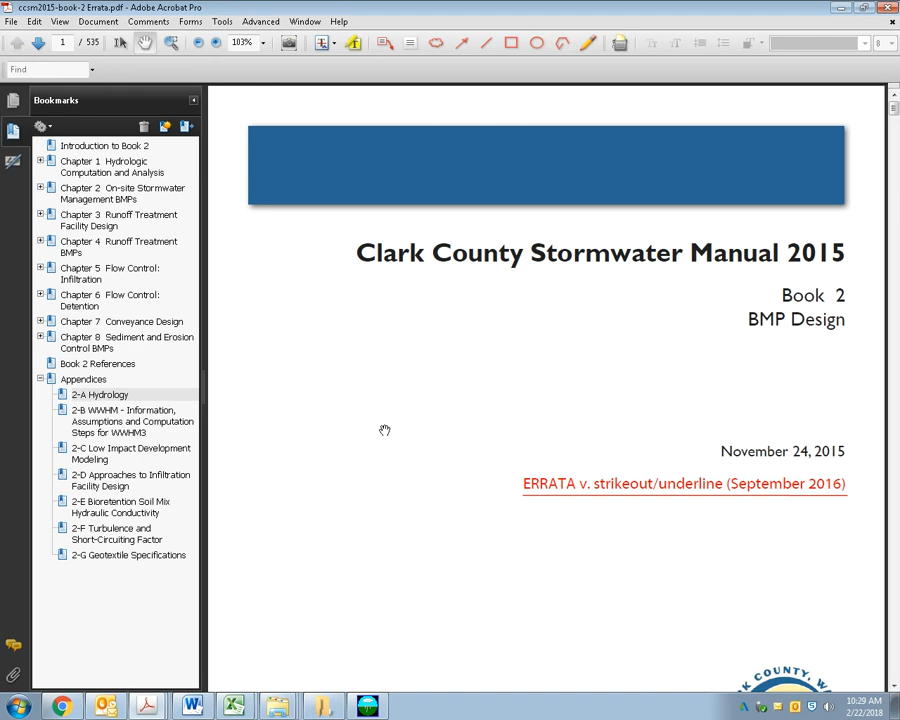 ccsm2015-book-2 Errata.pdf - Adobe Acrobat Pro
File Edit View Document Comments Forms Tools Advanced Window Help
1 / 535 103% 8
Find
Bookmarks
Introduction to Book 2
Chapter 1 Hydrologic
Computation and Analysis
Chapter 2 On-site Stormwater
Management BMPs
Chapter 3 Runoff Treatment
Facility Design
Chapter 4 Runoff Treatment
BMPs
Chapter 5 Flow Control:
Infiltration
Chapter 6 Flow Control:
Detention
Chapter 7 Conveyance Design
Chapter 8 Sediment and Erosion
Control BMPs
Book 2 References
Appendices
2-A Hydrology
2-B WWHM - Information,
Assumptions and Computation
Steps for WWHM3
2-C Low Impact Development
Modeling
2-D Approaches to Infiltration
Facility Design
2-E Bioretention Soil Mix
Hydraulic Conductivity
2-F Turbulence and
Short-Circuiting Factor
2-G Geotextile Specifications
Clark County Stormwater Manual 2015
Book 2
BMP Design
November 24, 2015
ERRATA v. strikeout/underline (September 2016)
10:29 AM
2/22/2018